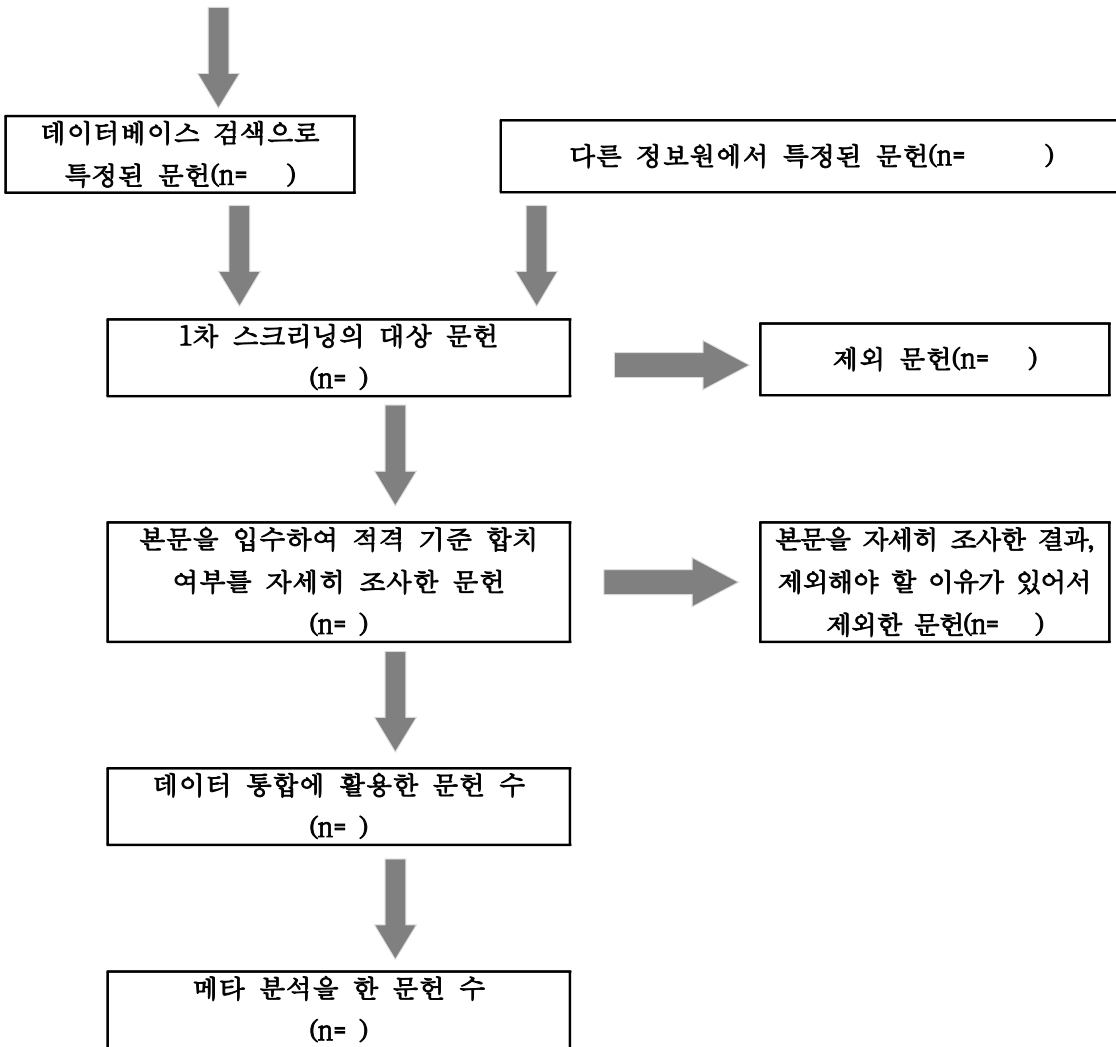 데이터베이스 검색으로
특정된 문헌(n= )
다른 정보원에서 특정된 문헌(n= )
1차 스크리닝의 대상 문헌
(n= )
제외 문헌(n= )
본문을 입수하여 적격 기준 합치
여부를 자세히 조사한 문헌
(n= )
본문을 자세히 조사한 결과,
제외해야 할 이유가 있어서
제외한 문헌(n= )
데이터 통합에 활용한 문헌 수
(n= )
메타 분석을 한 문헌 수
(n= )